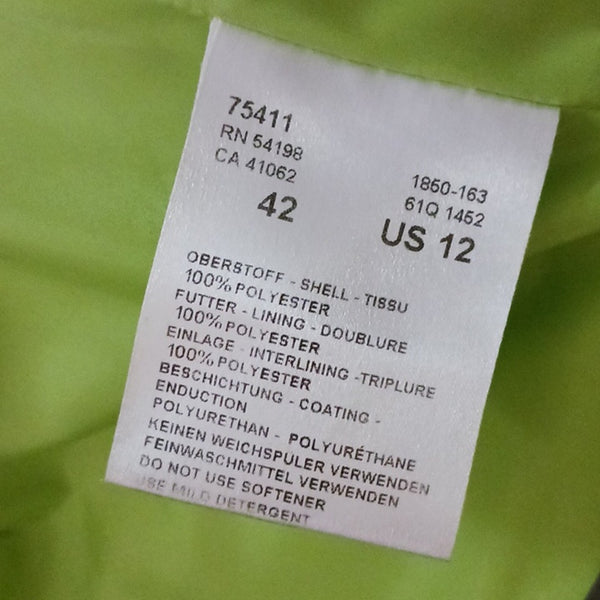 75411
RN 54198
CA 41062
42
1850-163
61Q 1452
US 12
OBERSTOFF - SHELL - TISSU
100% POLYESTER
FUTTER - LINING - DOUBLURE
100% POLYESTER
EINLAGE - INTERLINING -TRIPLURE
100% POLYESTER
BESCHICHTUNG - COATING -
ENDUCTION
POLYURETHAN - POLYURÉTHANE
KEINEN WEICHSPULER VERWENDEN
FEINWASCHMITTEL VERWENDEN
DO NOT USE SOFTENER
USE MILD DETERGENT